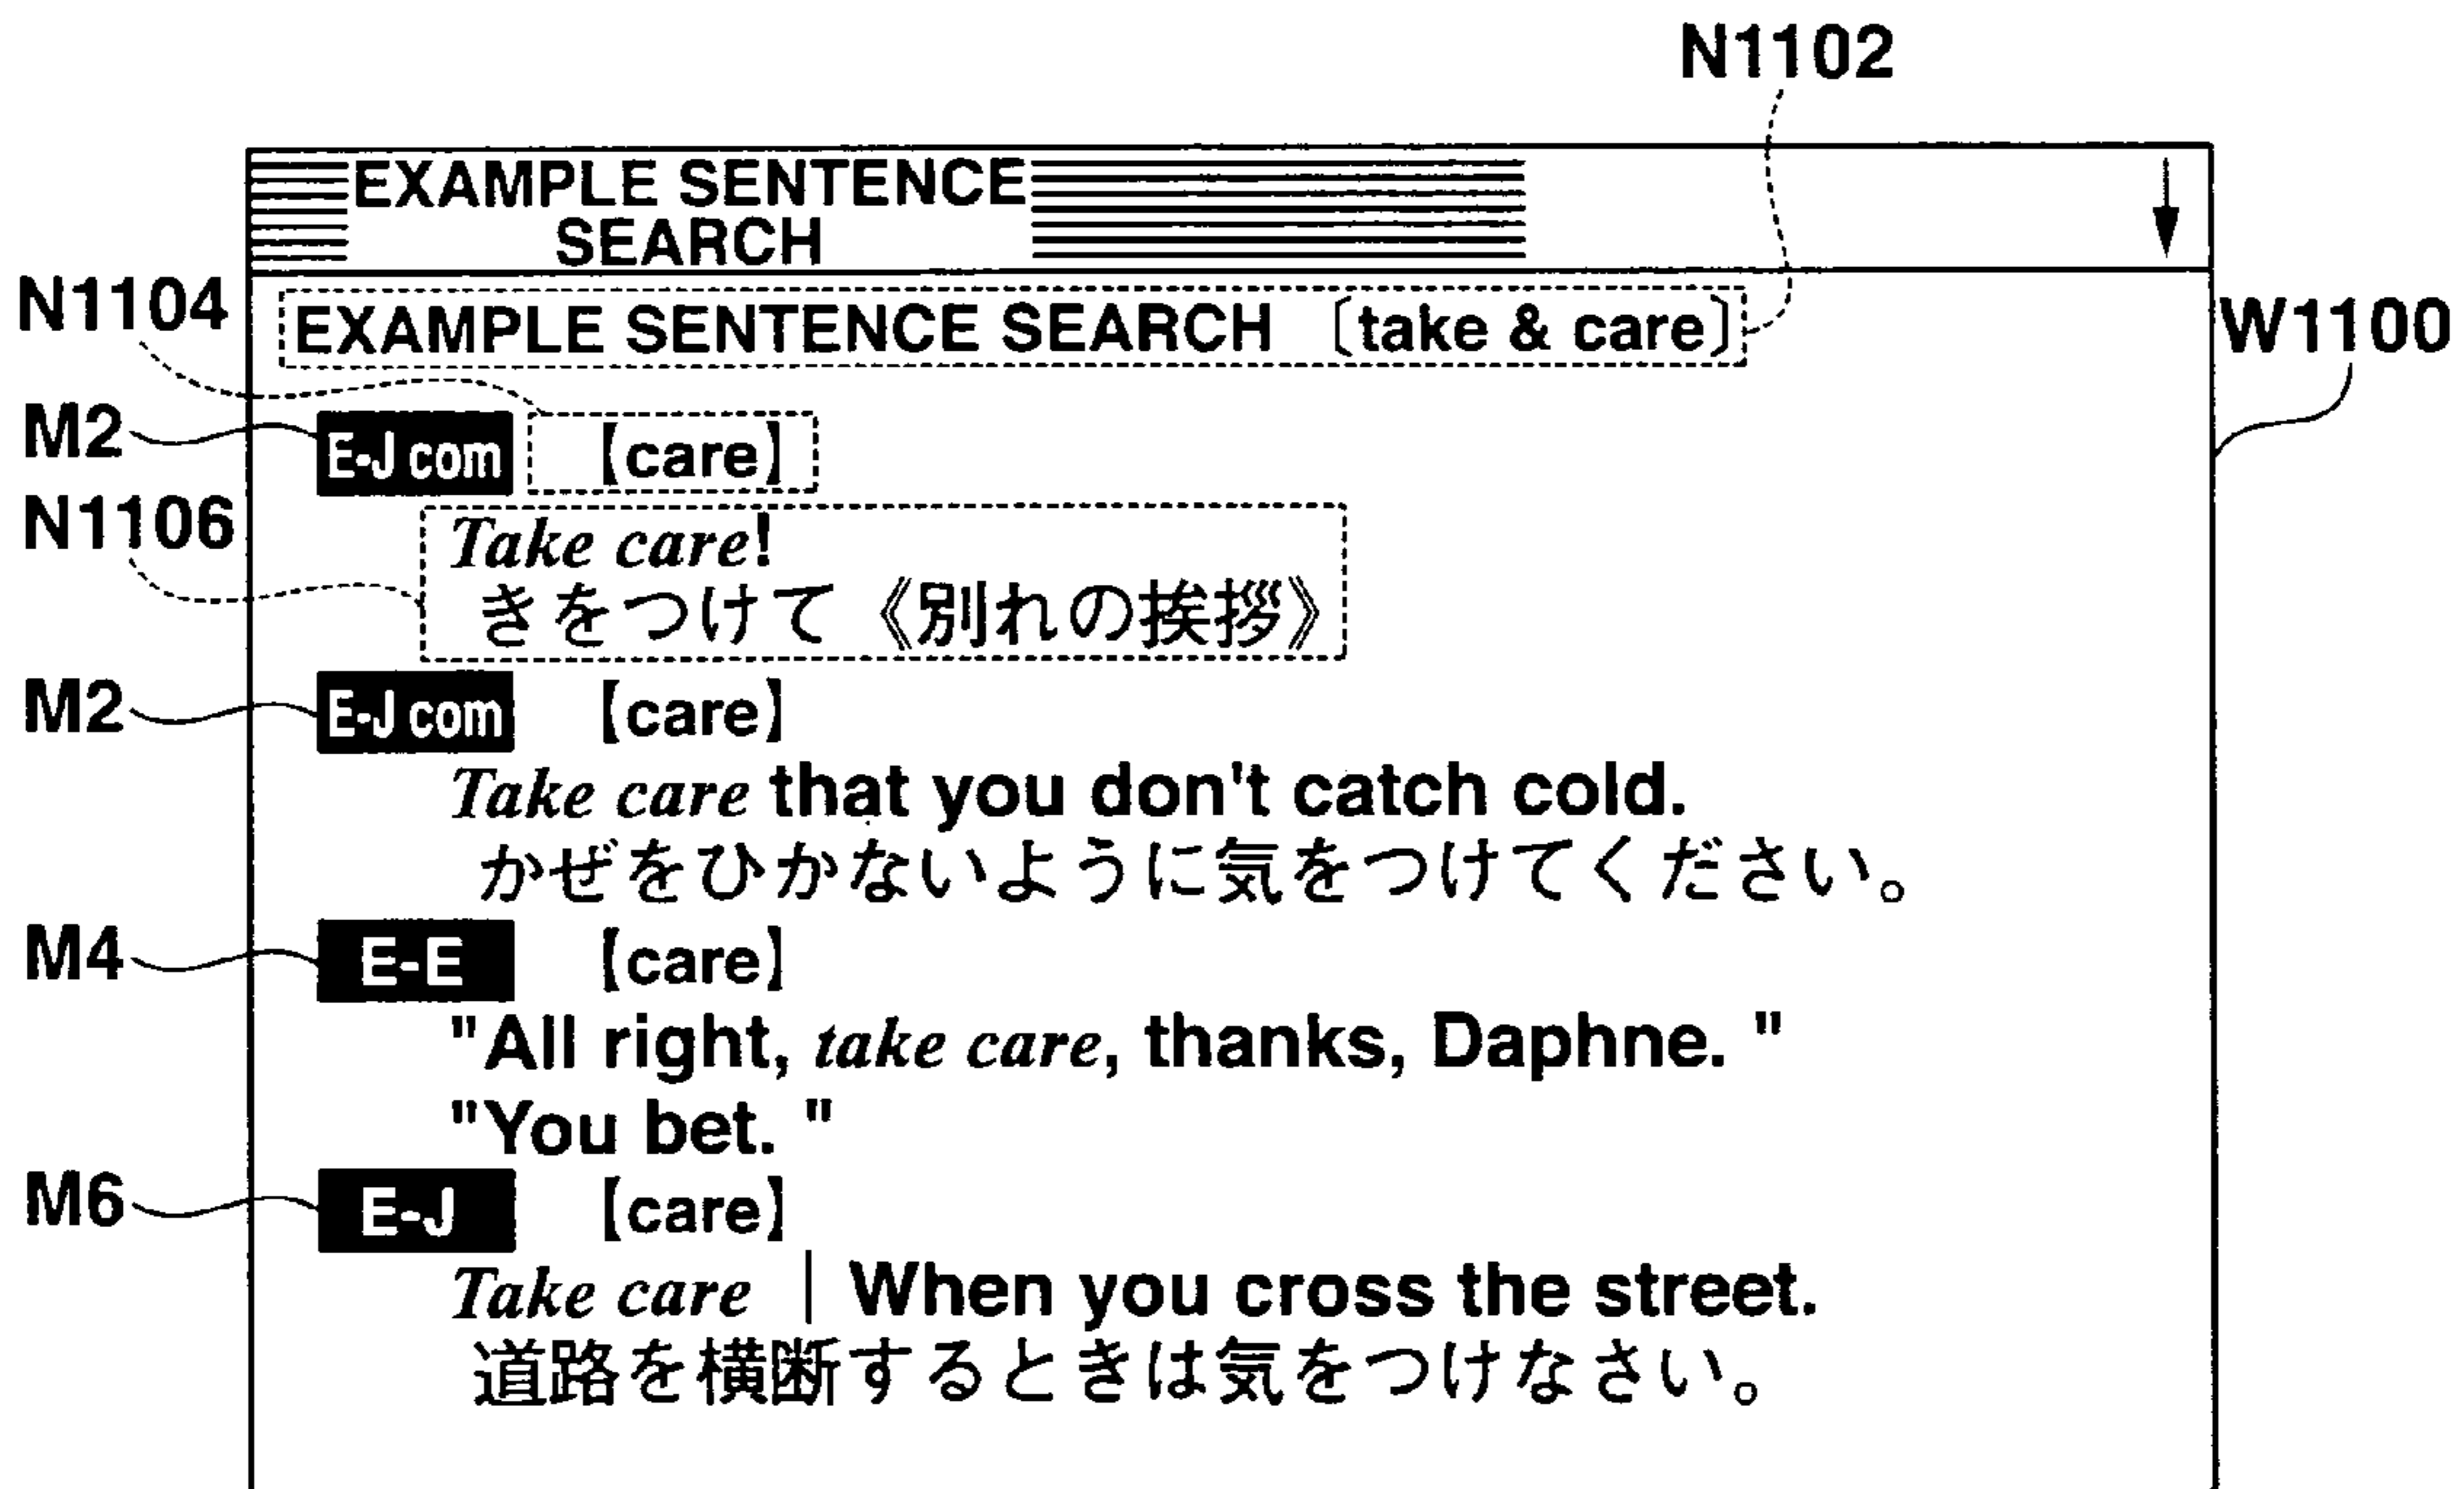 N1102
EXAMPLE SENTENCE
SEARCH
N1104
EXAMPLE SENTENCE SEARCH 〔take & care〕
W1100
M2 E-J com 【care】
N1106
Take care!
きをつけて 《別れの挨拶》
M2 E-J com 【care】
Take care that you don't catch cold.
かぜをひかないように気をつけてください。
M4 E-E 【care】
"All right, take care, thanks, Daphne. "
"You bet. "
M6 E-J 【care】
Take care | When you cross the street.
道路を横断するときは気をつけなさい。